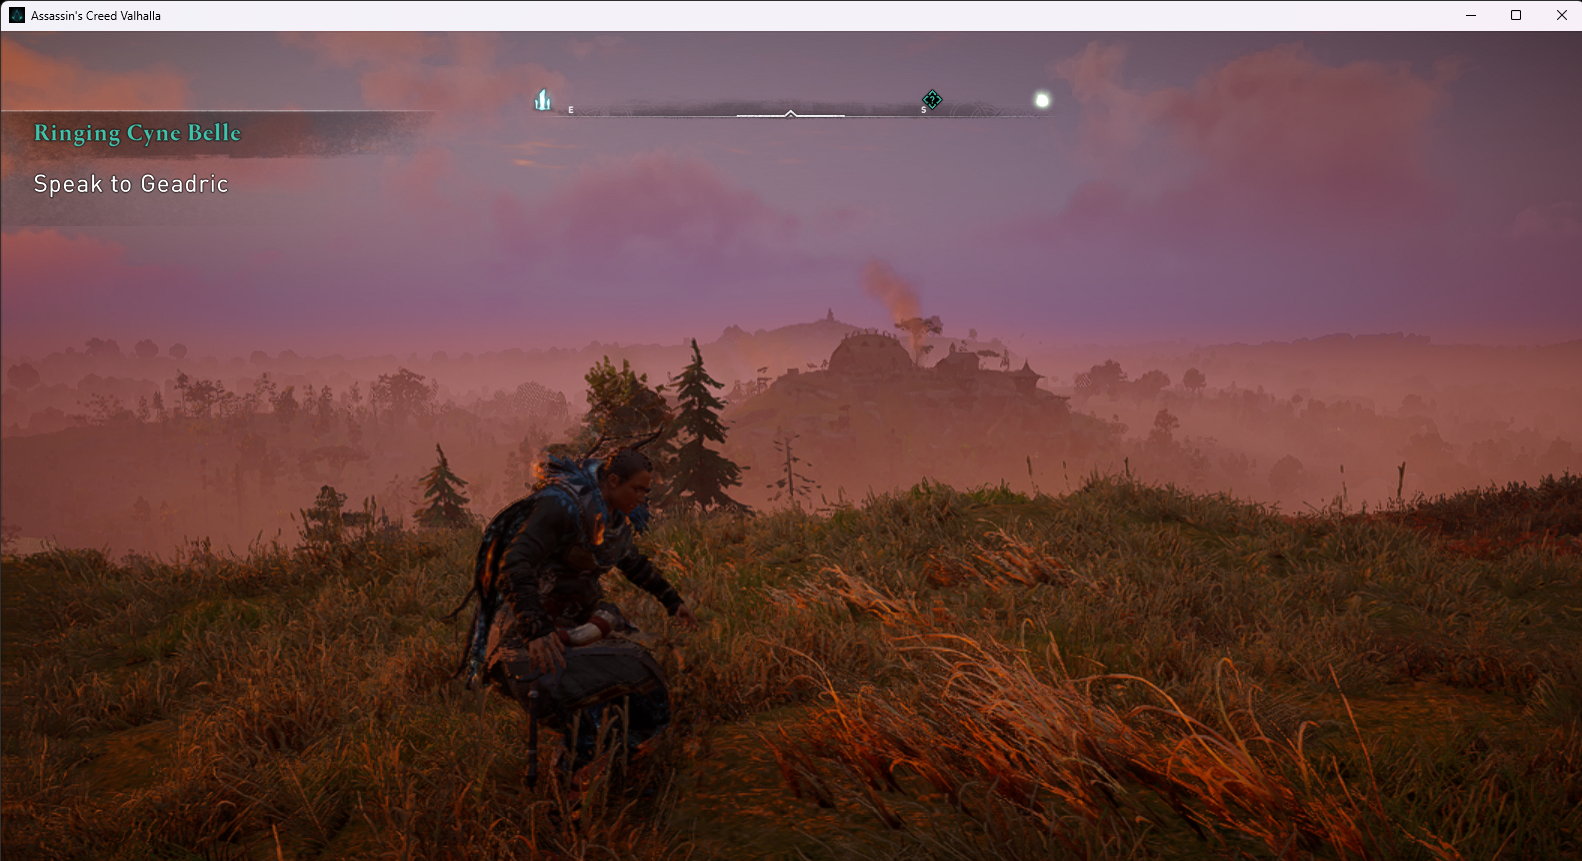 Assassin's Creed Valhalla
E
S
?
Ringing Cyne Belle
Speak to Geadric